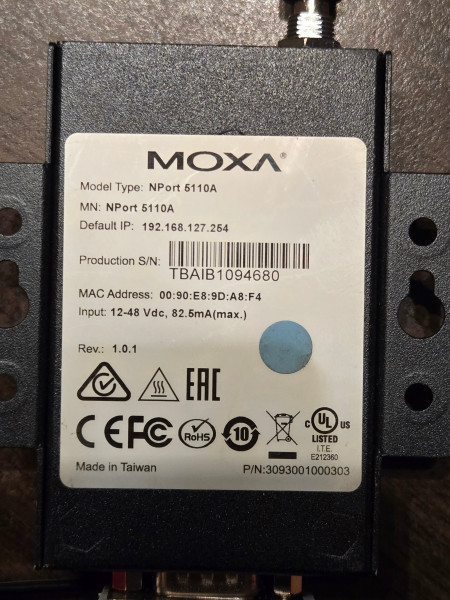 MOXA®
Model Type: NPort 5110A
MN: NPort 5110A
Default IP: 192.168.127.254
Production S/N:
TBAIB1094680
MAC Address: 00:90:E8:9D:A8:F4
Input: 12-48 Vdc, 82.5mA(max.)
Rev.: 1.0.1
EAC
CE FC RoHS 10 c UL us
LISTED
I.T.E.
E212360
Made in Taiwan
P/N:3093001000303